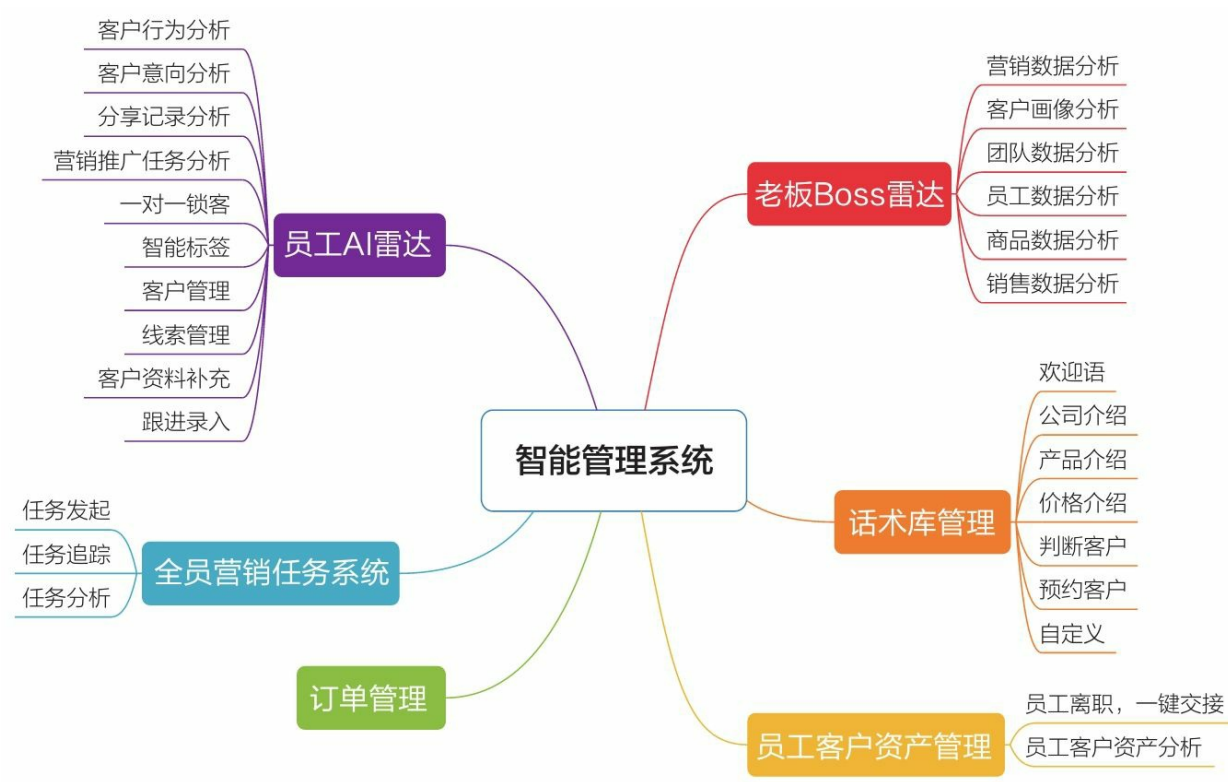 客户行为分析
客户意向分析
分享记录分析
营销推广任务分析
一对一锁客
智能标签
客户管理
线索管理
客户资料补充
跟进录入
员工AI雷达
营销数据分析
客户画像分析
团队数据分析
员工数据分析
商品数据分析
销售数据分析
老板Boss雷达
智能管理系统
欢迎语
公司介绍
产品介绍
价格介绍
判断客户
预约客户
自定义
话术库管理
任务发起
任务追踪
任务分析
全员营销任务系统
订单管理
员工客户资产管理
员工离职，一键交接
员工客户资产分析